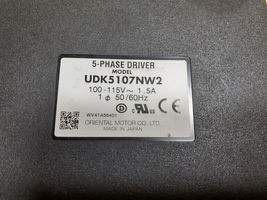 5-PHASE DRIVER
MODEL
UDK5107NW2
100-115V~ 1.5A
1ϕ 50/60Hz
WV41A56401
ORIENTAL MOTOR CO., LTD.
MADE IN JAPAN